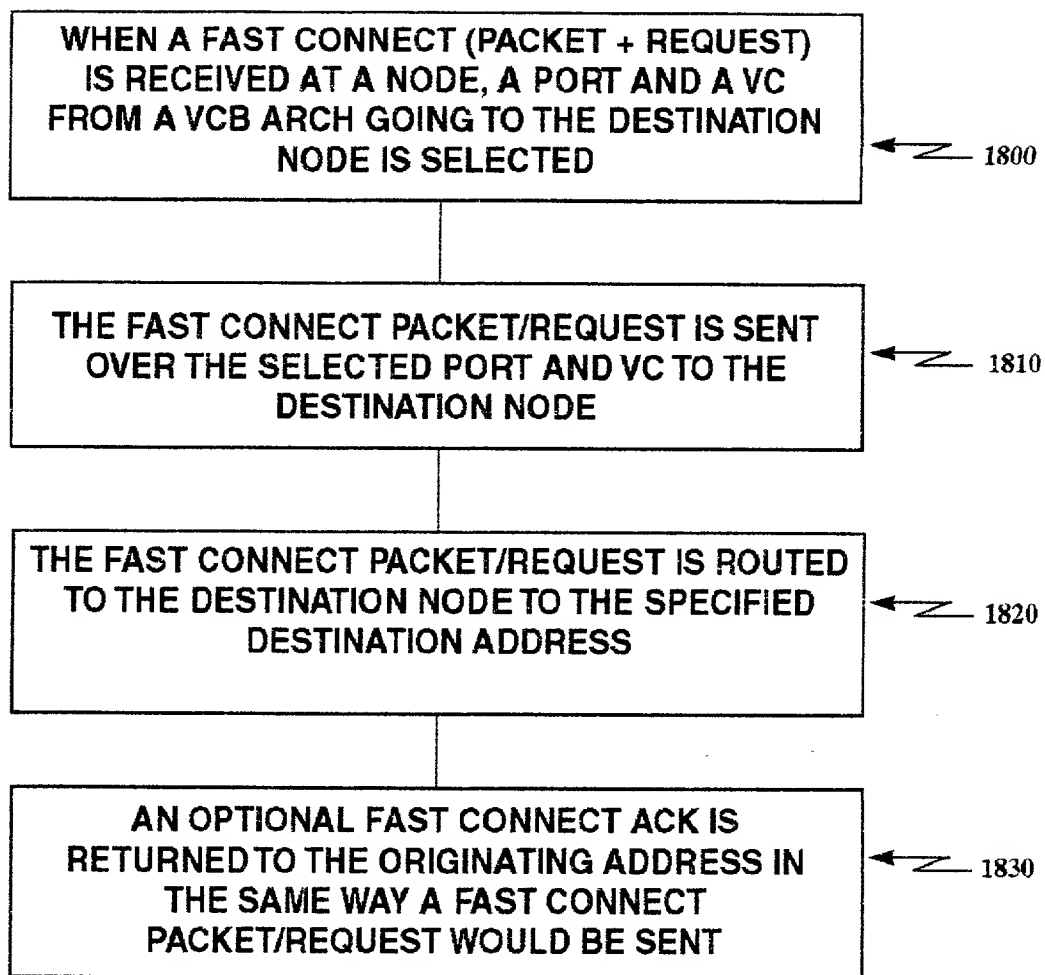 WHEN A FAST CONNECT (PACKET + REQUEST)
IS RECEIVED AT A NODE, A PORT AND A VC
FROM A VCB ARCH GOING TO THE DESTINATION
NODE IS SELECTED
1800
THE FAST CONNECT PACKET/REQUEST IS SENT
OVER THE SELECTED PORT AND VC TO THE
DESTINATION NODE
1810
THE FAST CONNECT PACKET/REQUEST IS ROUTED
TO THE DESTINATION NODE TO THE SPECIFIED
DESTINATION ADDRESS
1820
AN OPTIONAL FAST CONNECT ACK IS
RETURNED TO THE ORIGINATING ADDRESS IN
THE SAME WAY A FAST CONNECT
PACKET/REQUEST WOULD BE SENT
1830